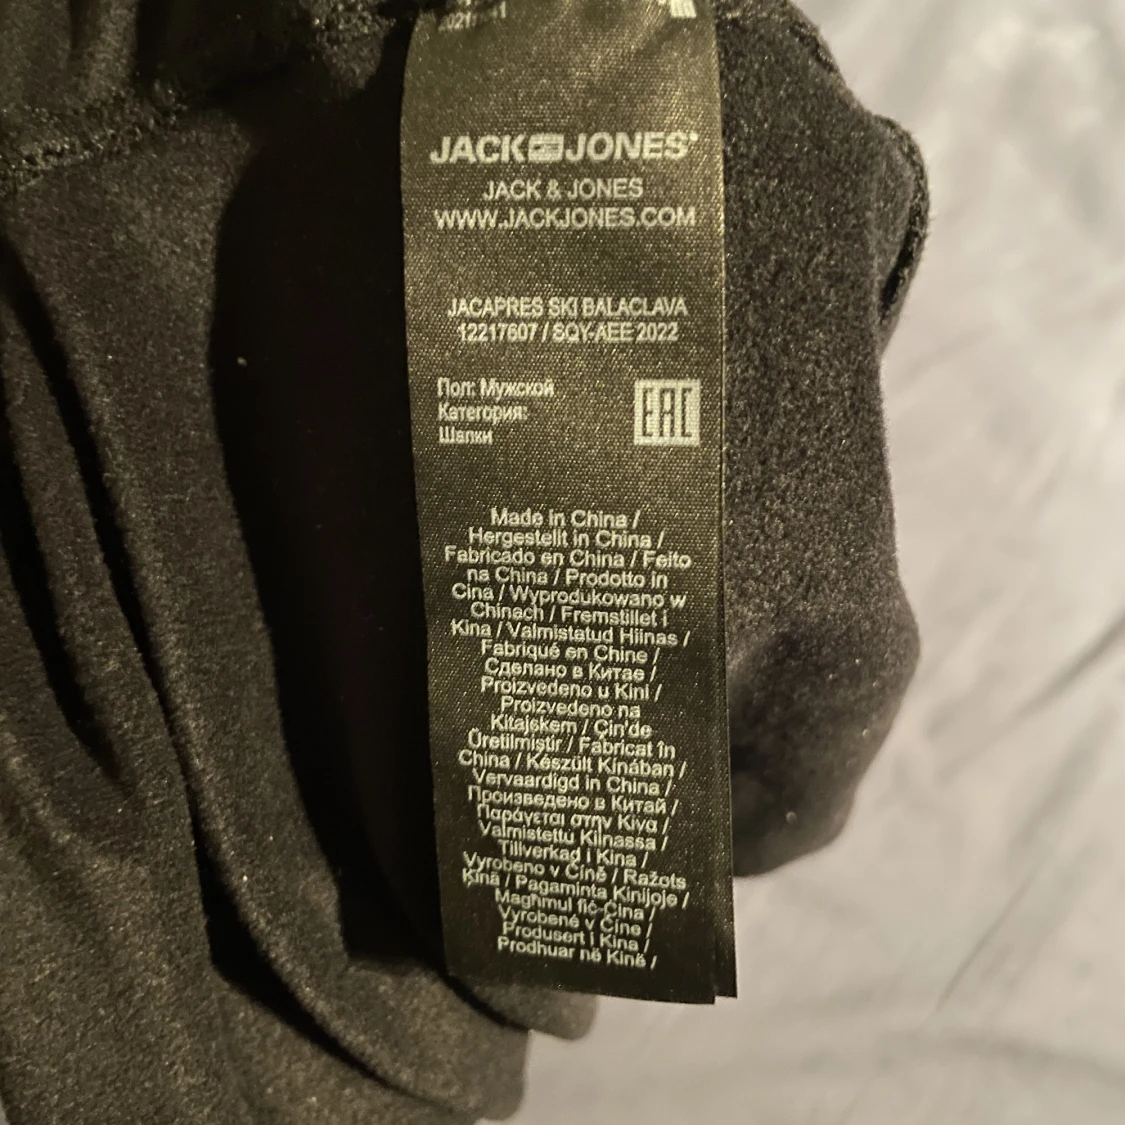 JACK JONES®
JACK & JONES
WWW.JACKJONES.COM
JACAPRES SKI BALACLAVA
12217607 / SQY-AEE 2022
Пол: Мужской
Категория:
Шапки
EAC
Made in China /
Hergestellt in China /
Fabricado en China / Feito
na China / Prodotto in
Cina / Wyprodukowano w
Chinach / Fremstillet i
Kina / Valmistatud Hiinas /
Fabriqué en Chine /
Сделано в Китае /
Proizvedeno u Kini /
Proizvedeno na
Kitajskem / Çin'de
Üretilmiştir / Fabricat în
China / Készült Kínában /
Vervaardigd in China /
Произведено в Китай /
Παράγεται στην Κίνα /
Valmistettu Kiinassa /
Tillverkad i Kina /
Vyrobeno v Číně / Ražots
Ķīnā / Pagaminta Kinijoje /
Magħmul fiċ-Ċina /
Vyrobené v Číne /
Produsert i Kina /
Prodhuar në Kinë /